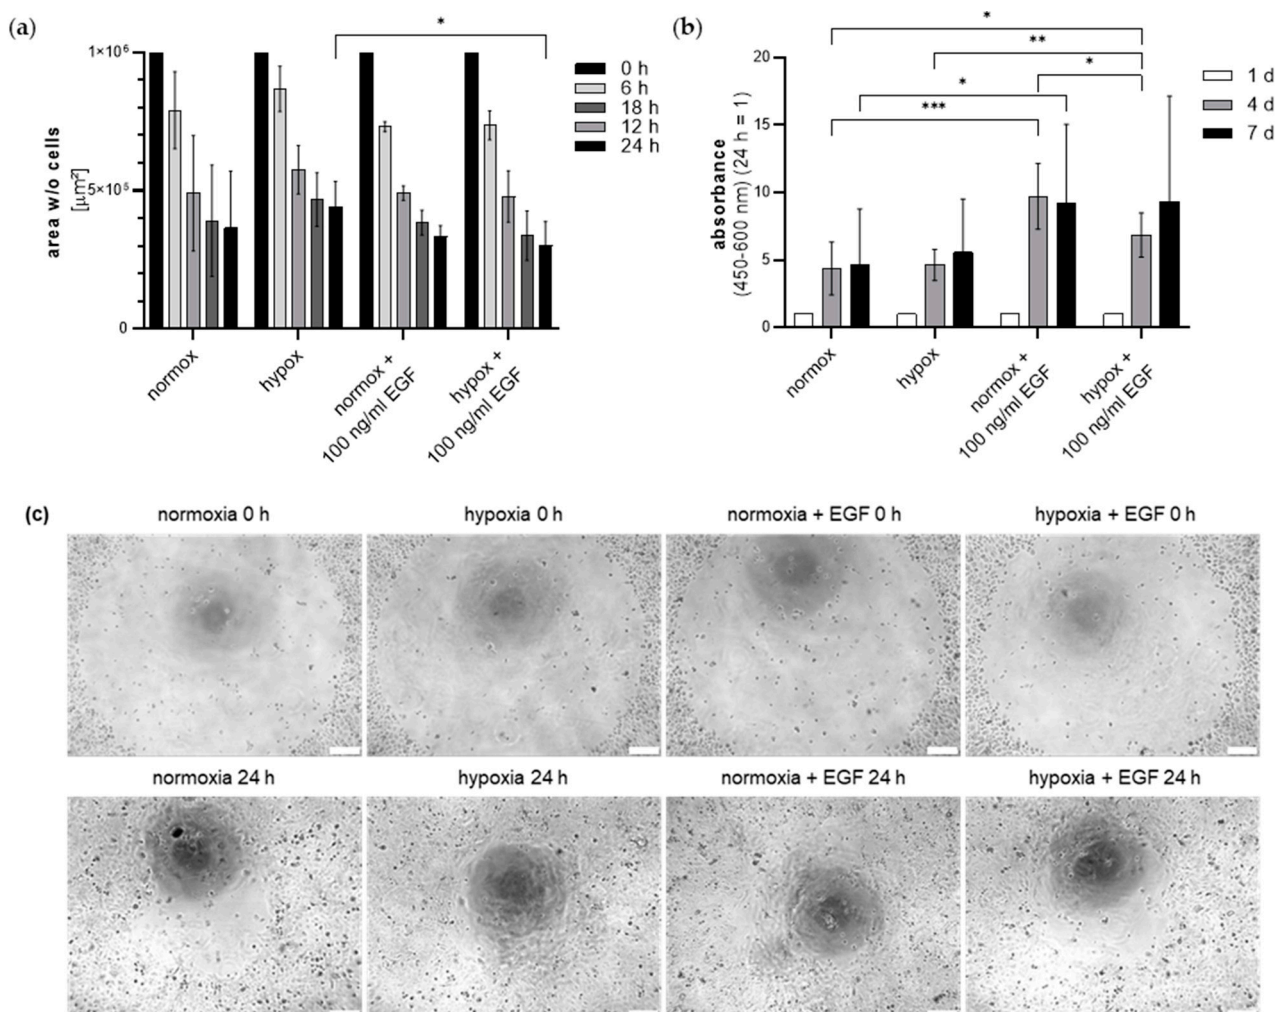 (a)
*
1×10⁶
5×10⁵
0
area w/o cells
[µm²]
normox
hypox
normox +
100 ng/ml EGF
hypox +
100 ng/ml EGF
0 h
6 h
18 h
12 h
24 h
(b)
*
**
*
*
***
20
15
10
5
0
absorbance
(450-600 nm) (24 h = 1)
normox
hypox
normox +
100 ng/ml EGF
hypox +
100 ng/ml EGF
1 d
4 d
7 d
(c)
normoxia 0 h
hypoxia 0 h
normoxia + EGF 0 h
hypoxia + EGF 0 h
normoxia 24 h
hypoxia 24 h
normoxia + EGF 24 h
hypoxia + EGF 24 h